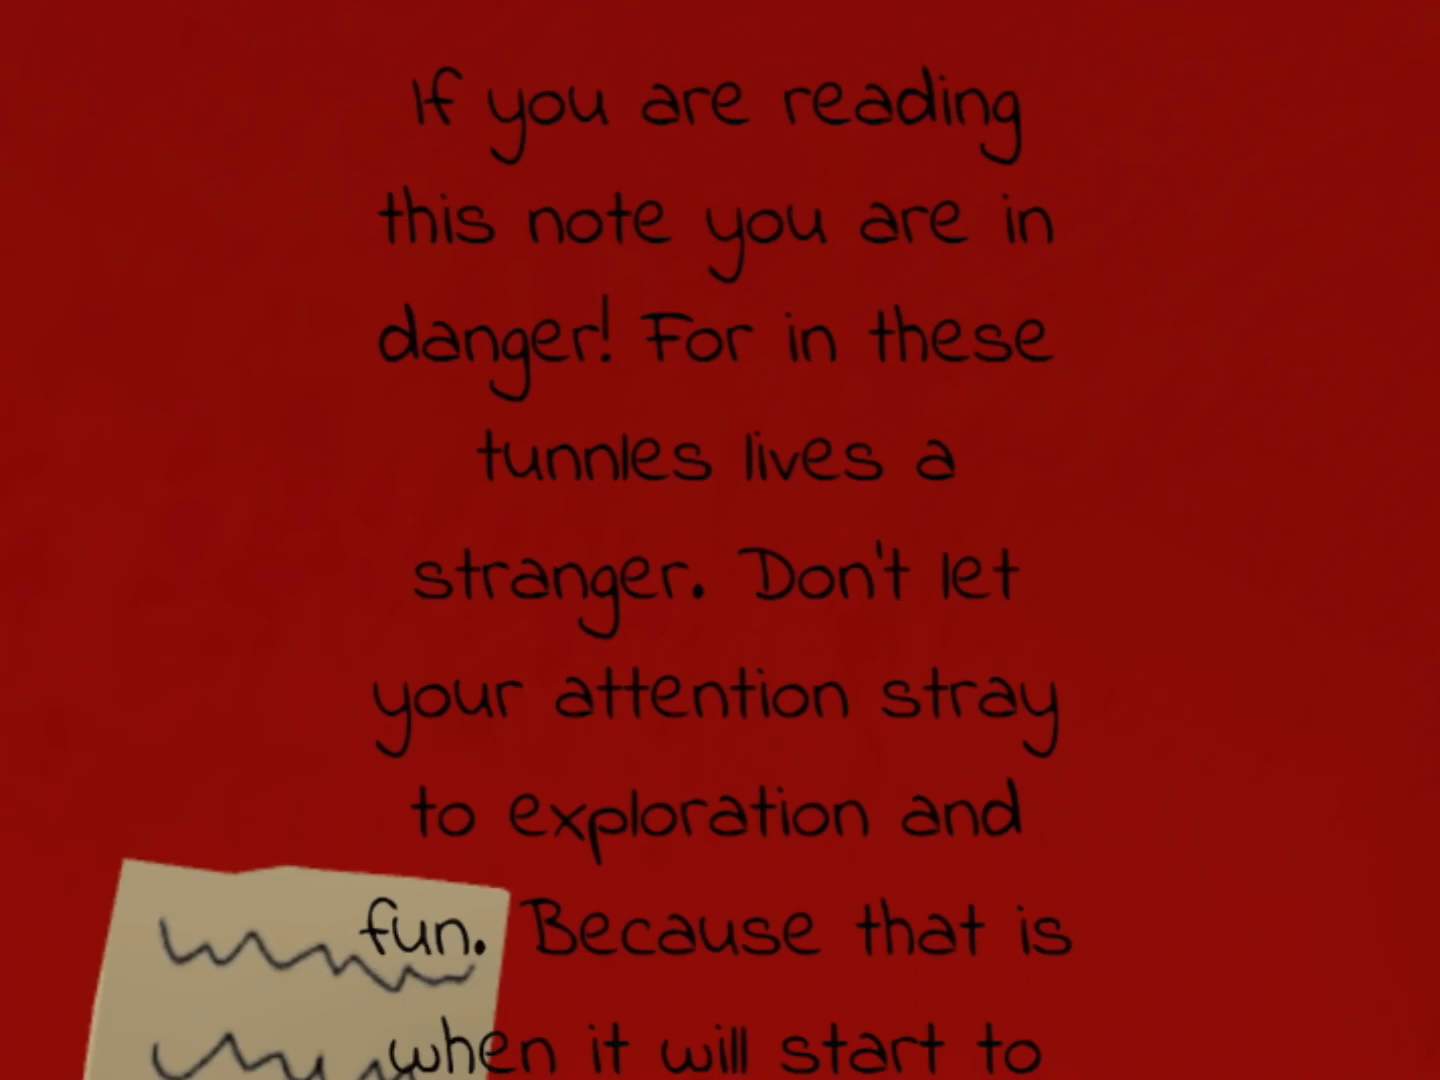 If you are reading
this note you are in
danger! For in these
tunnles lives a
stranger. Don't let
your attention stray
to exploration and
fun. Because that is
when it will start to